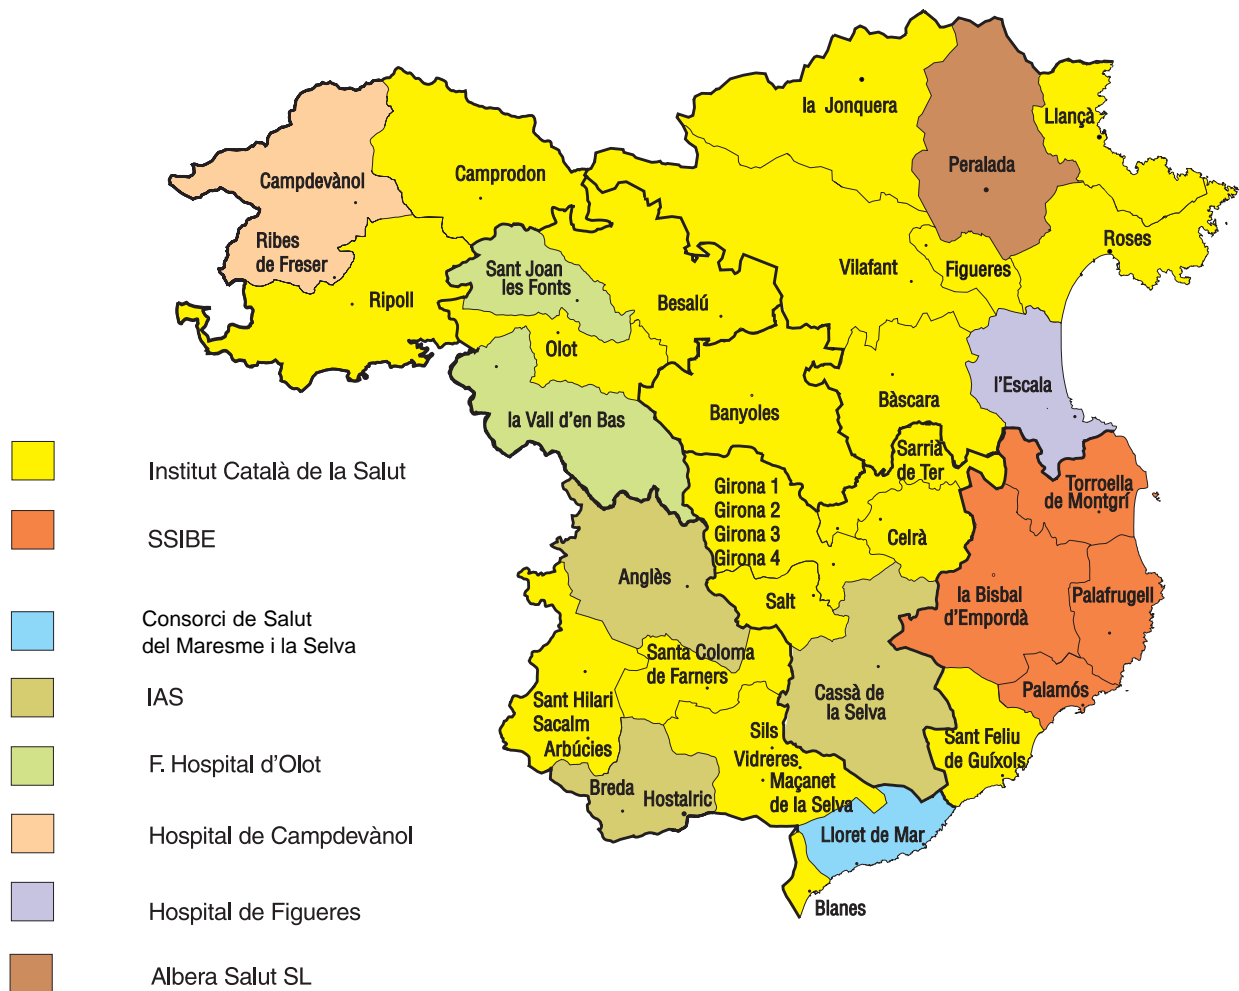 la Jonquera
Llançà
Peralada
Campdevànol
Camprodon
Ribes
de Freser
Roses
Sant Joan
les Fonts
Vilafant
Figueres
Ripoll
Besalú
Olot
l'Escala
la Vall d'en Bas
Banyoles
Bàscara
Sarrià
de Ter
Torroella
de Montgrí
Girona 1
Girona 2
Girona 3
Girona 4
Celrà
Anglès
Salt
la Bisbal
d'Empordà
Palafrugell
Santa Coloma
de Farners
Sant Hilari
Sacalm
Arbúcies
Cassà de
la Selva
Palamós
Sils
Vidreres
Maçanet
de la Selva
Sant Feliu
de Guíxols
Breda
Hostalric
Lloret de Mar
Blanes
Institut Català de la Salut
SSIBE
Consorci de Salut
del Maresme i la Selva
IAS
F. Hospital d'Olot
Hospital de Campdevànol
Hospital de Figueres
Albera Salut SL